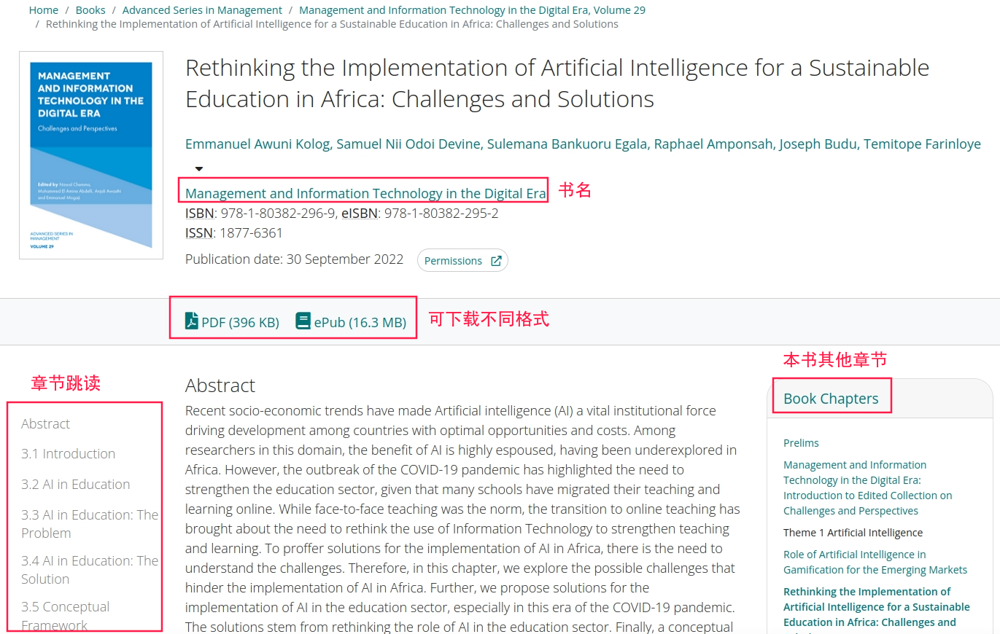 Home / Books / Advanced Series in Management / Management and Information Technology in the Digital Era, Volume 29
/ Rethinking the Implementation of Artificial Intelligence for a Sustainable Education in Africa: Challenges and Solutions
MANAGEMENT
AND INFORMATION
TECHNOLOGY IN THE
DIGITAL ERA
Challenges and Perspectives
Edited by Nawal Chemma,
Mohammed El Amine Abdelli, Anjali Awasthi
and Emmanuel Mogaji
ADVANCED SERIES IN
MANAGEMENT
VOLUME 29
Rethinking the Implementation of Artificial Intelligence for a Sustainable
Education in Africa: Challenges and Solutions
Emmanuel Awuni Kolog, Samuel Nii Odoi Devine, Sulemana Bankuoru Egala, Raphael Amponsah, Joseph Budu, Temitope Farinloye
Management and Information Technology in the Digital Era
书名
ISBN: 978-1-80382-296-9, eISBN: 978-1-80382-295-2
ISSN: 1877-6361
Publication date: 30 September 2022
Permissions
PDF (396 KB)
ePub (16.3 MB)
可下载不同格式
章节跳读
Abstract
3.1 Introduction
3.2 AI in Education
3.3 AI in Education: The
Problem
3.4 AI in Education: The
Solution
3.5 Conceptual
Framework
Abstract
Recent socio-economic trends have made Artificial intelligence (AI) a vital institutional force
driving development among countries with optimal opportunities and costs. Among
researchers in this domain, the benefit of AI is highly espoused, having been underexplored in
Africa. However, the outbreak of the COVID-19 pandemic has highlighted the need to
strengthen the education sector, given that many schools have migrated their teaching and
learning online. While face-to-face teaching was the norm, the transition to online teaching has
brought about the need to rethink the use of Information Technology to strengthen teaching
and learning. To proffer solutions for the implementation of AI in Africa, there is the need to
understand the challenges. Therefore, in this chapter, we explore the possible challenges that
hinder the implementation of AI in Africa. Further, we propose solutions for the
implementation of AI in the education sector, especially in this era of the COVID-19 pandemic.
The solutions stem from rethinking the role of AI in the education sector. Finally, a conceptual
本书其他章节
Book Chapters
Prelims
Management and Information
Technology in the Digital Era:
Introduction to Edited Collection on
Challenges and Perspectives
Theme 1 Artificial Intelligence
Role of Artificial Intelligence in
Gamification for the Emerging Markets
Rethinking the Implementation of
Artificial Intelligence for a Sustainable
Education in Africa: Challenges and